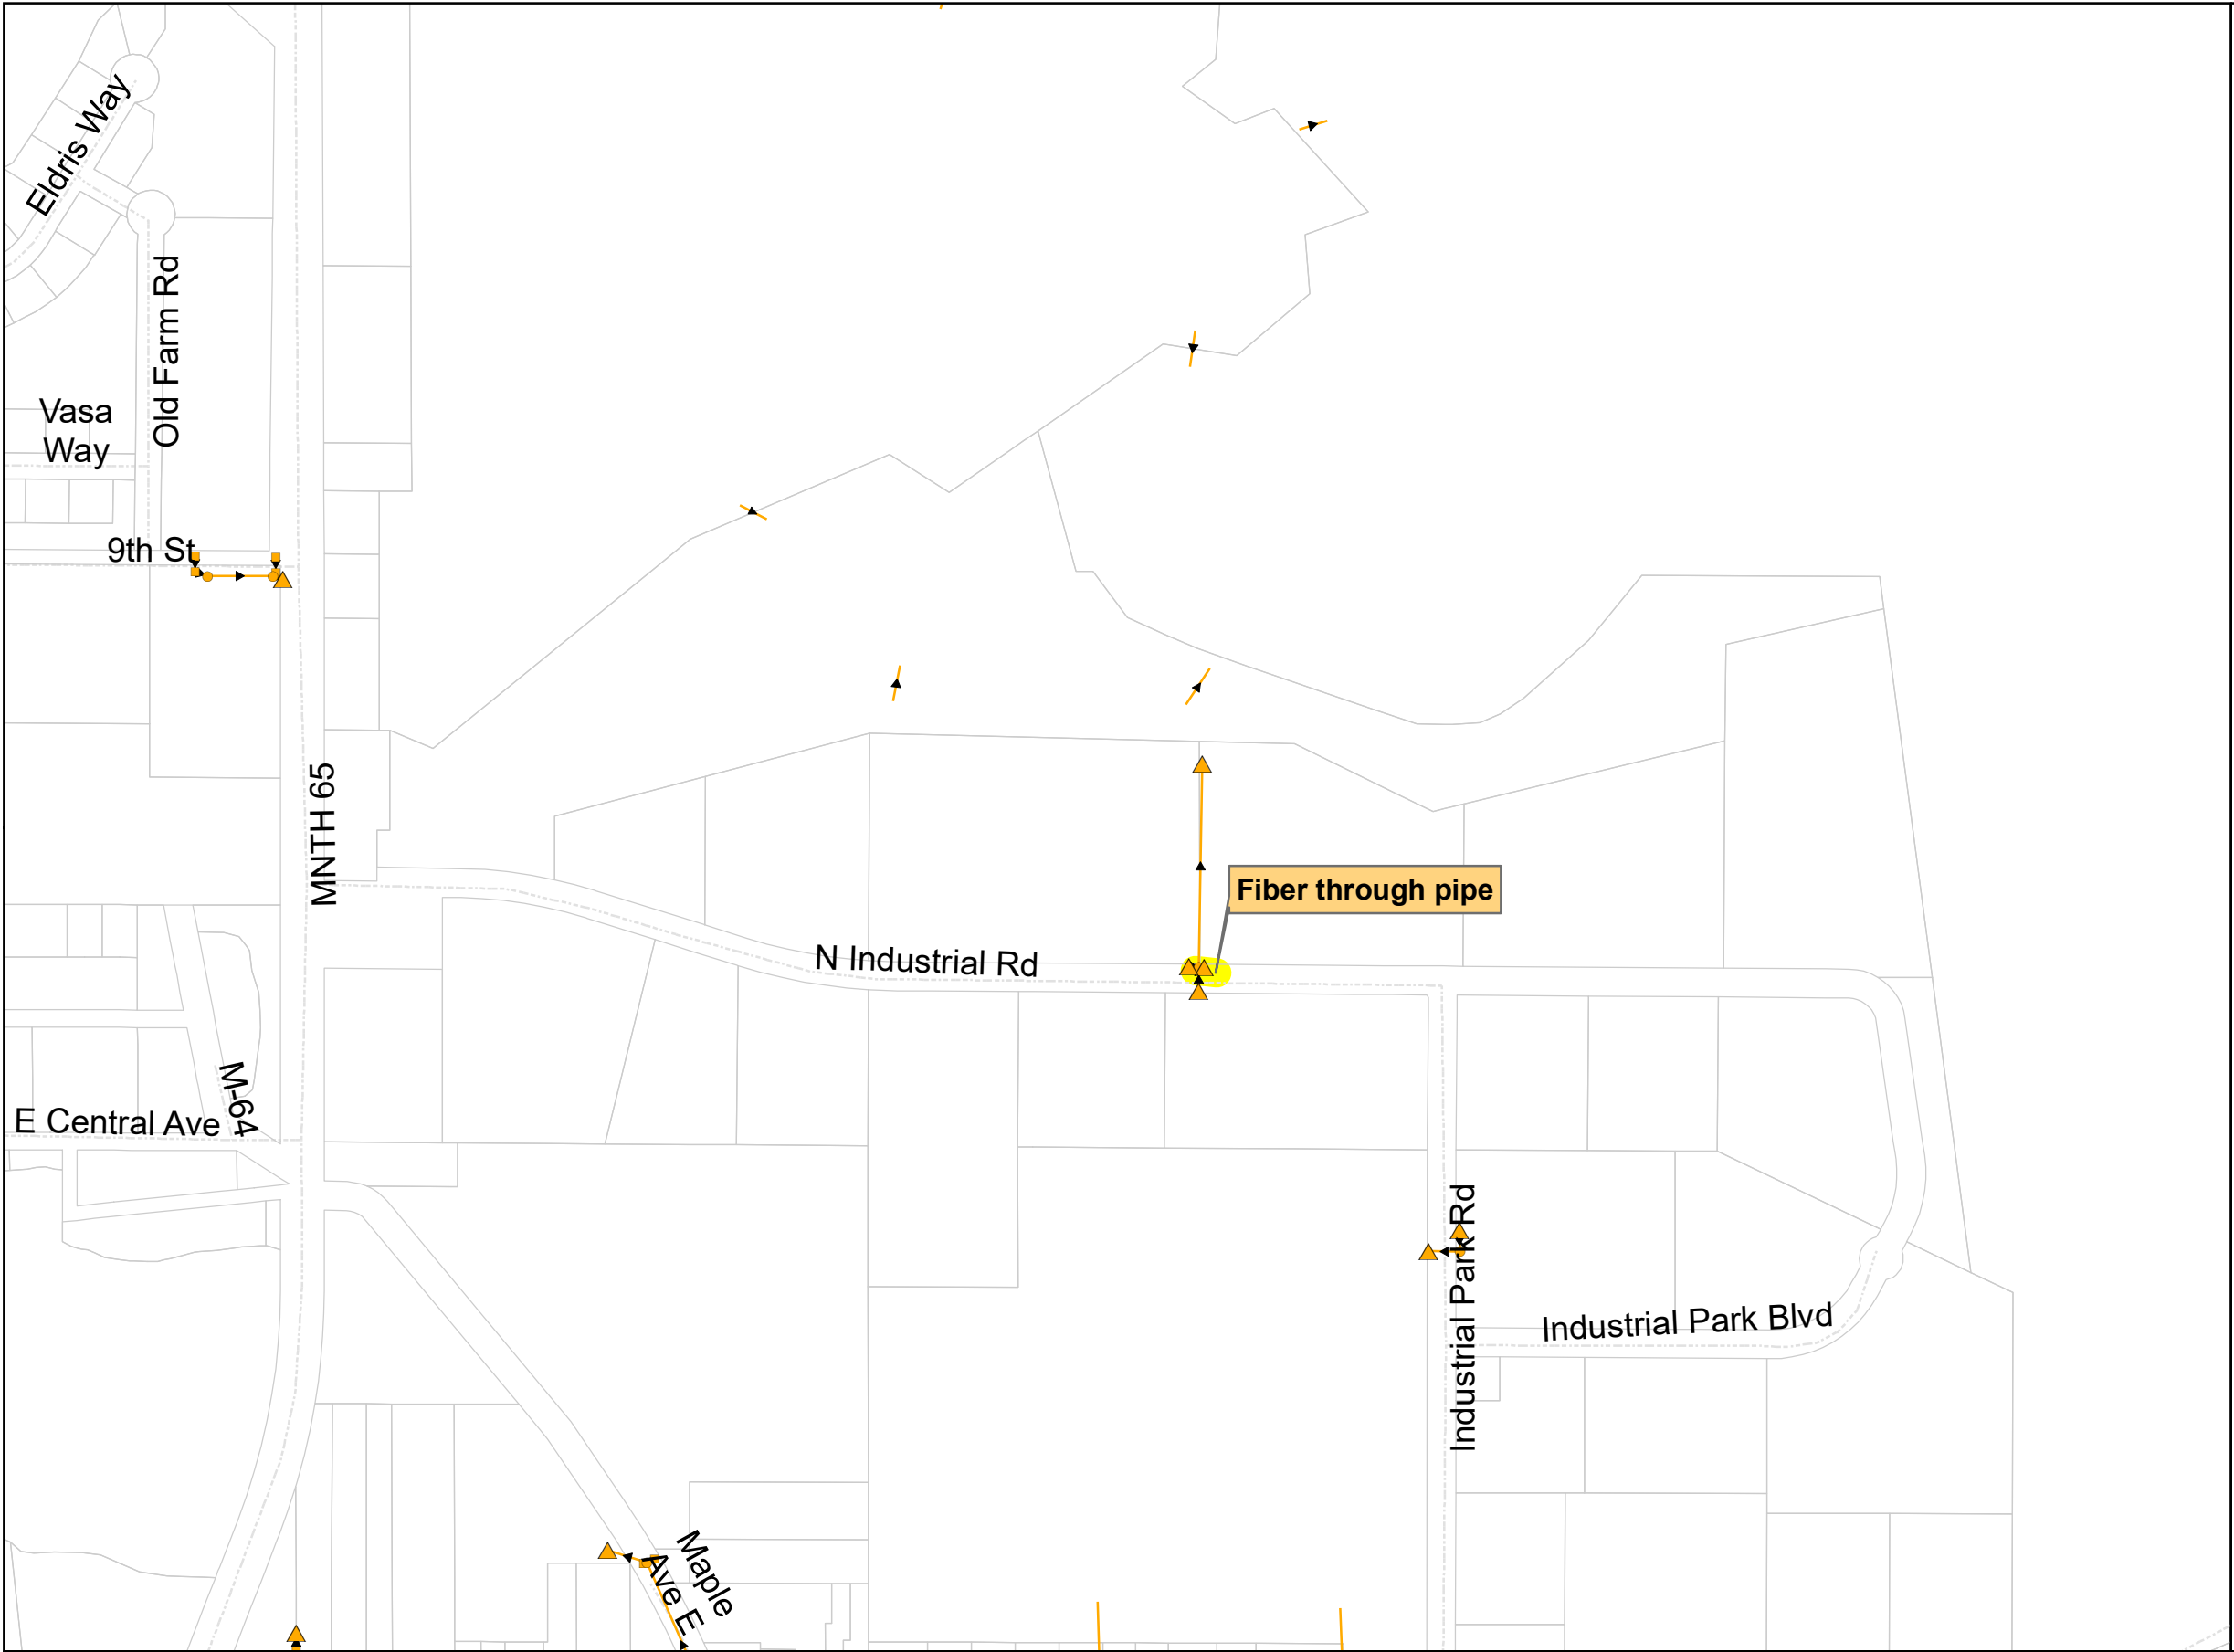 Eldris Way
Old Farm Rd
Vasa
Way
9th St
MNTH 65
Fiber through pipe
N Industrial Rd
M-64
E Central Ave
Industrial Park Rd
Industrial Park Blvd
Maple
Ave E